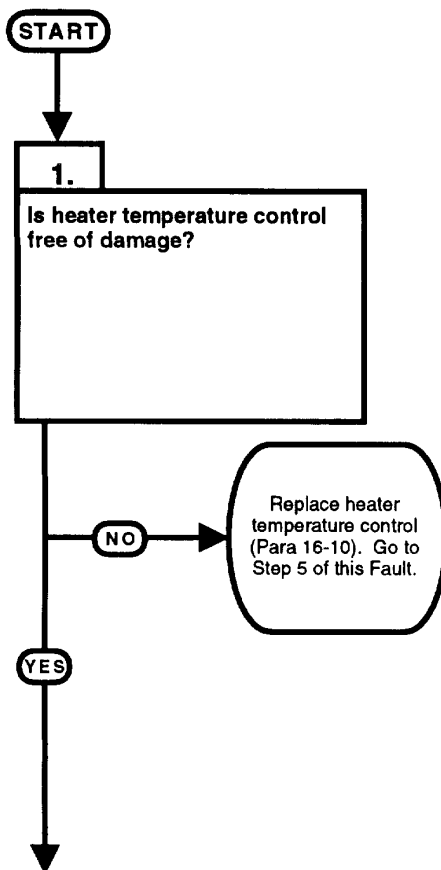 START
1.
Is heater temperature control
free of damage?
Replace heater
temperature control
(Para 16-10). Go to
Step 5 of this Fault.
NO
YES